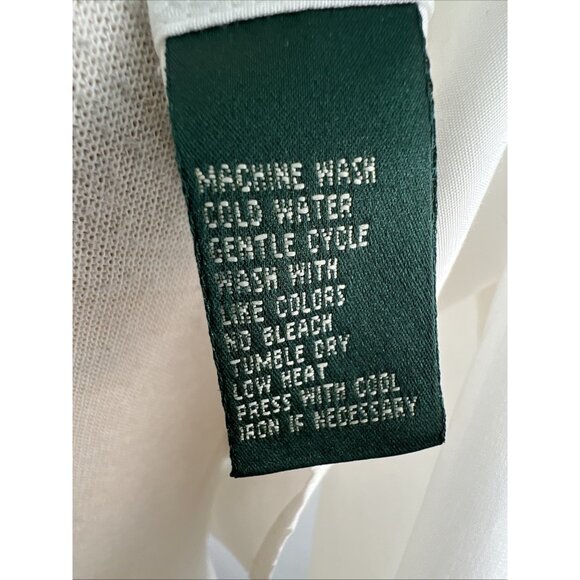 MACHINE WASH
COLD WATER
GENTLE CYCLE
WASH WITH
LIKE COLORS
NO BLEACH
TUMBLE DRY
LOW HEAT
PRESS WITH COOL
IRON IF NECESSARY